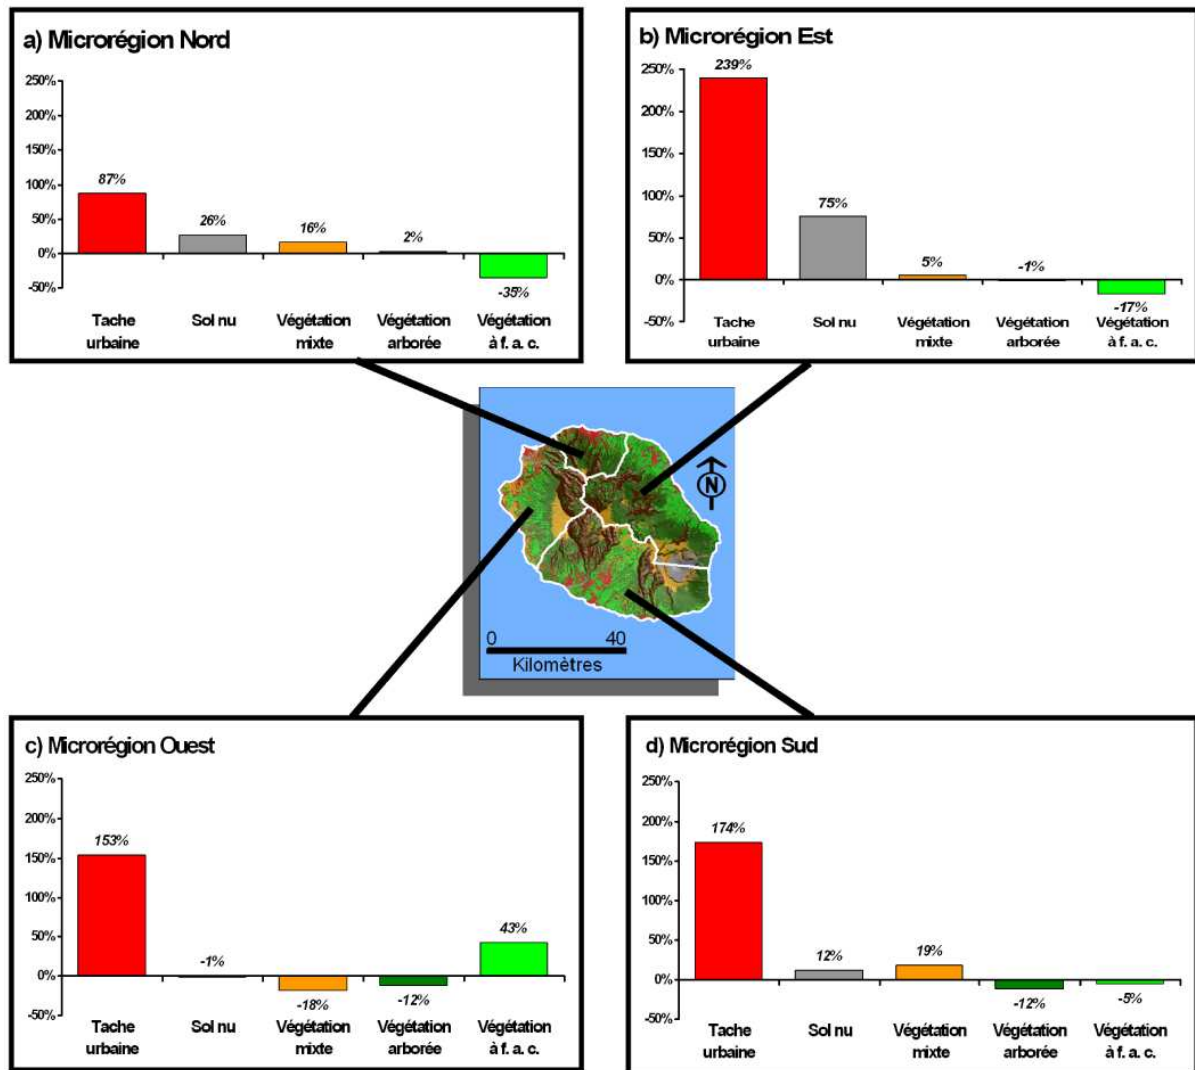 a) Microrégion Nord
250%
200%
150%
100%
50%
0%
-50%
87%
26%
16%
2%
-35%
Tache urbaine
Sol nu
Végétation mixte
Végétation arborée
Végétation à f. a. c.
b) Microrégion Est
250%
200%
150%
100%
50%
0%
-50%
239%
75%
5%
-1%
-17%
Tache urbaine
Sol nu
Végétation mixte
Végétation arborée
Végétation à f. a. c.
N
0 40
Kilomètres
c) Microrégion Ouest
250%
200%
150%
100%
50%
0%
-50%
153%
-1%
-18%
-12%
43%
Tache urbaine
Sol nu
Végétation mixte
Végétation arborée
Végétation à f. a. c.
d) Microrégion Sud
250%
200%
150%
100%
50%
0%
-50%
174%
12%
19%
-12%
-5%
Tache urbaine
Sol nu
Végétation mixte
Végétation arborée
Végétation à f. a. c.